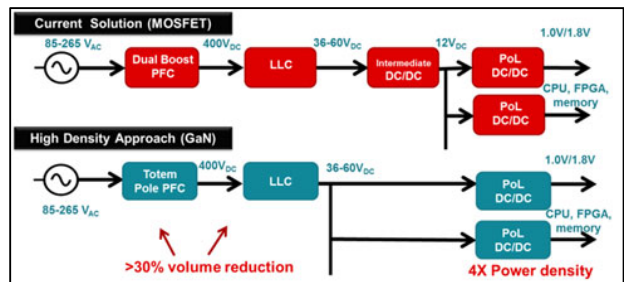 Current Solution (MOSFET)
85-265 VAC
Dual Boost
PFC
400VDC
LLC
36-60VDC
Intermediate
DC/DC
12VDC
PoL
DC/DC
1.0V/1.8V
PoL
DC/DC
CPU, FPGA,
memory
High Density Approach (GaN)
85-265 VAC
Totem
Pole PFC
400VDC
LLC
36-60VDC
PoL
DC/DC
1.0V/1.8V
PoL
DC/DC
CPU, FPGA,
memory
>30% volume reduction
4X Power density